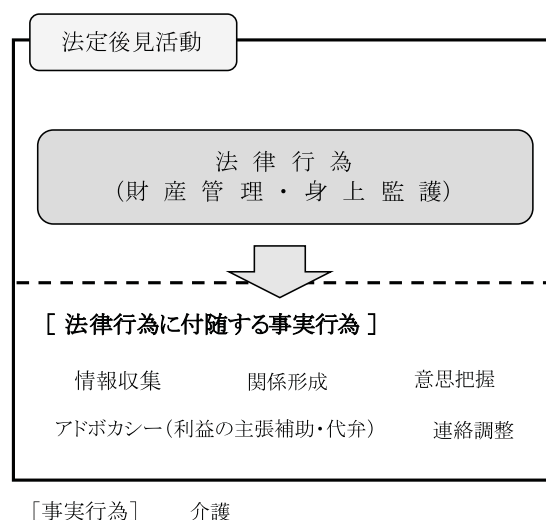 法定後見活動
法 律 行 為
(財 産 管 理 ・ 身 上 監 護)
[ 法律行為に付随する事実行為 ]
情報収集 関係形成 意思把握
アドボカシー(利益の主張補助・代弁) 連絡調整
[事実行為] 介護